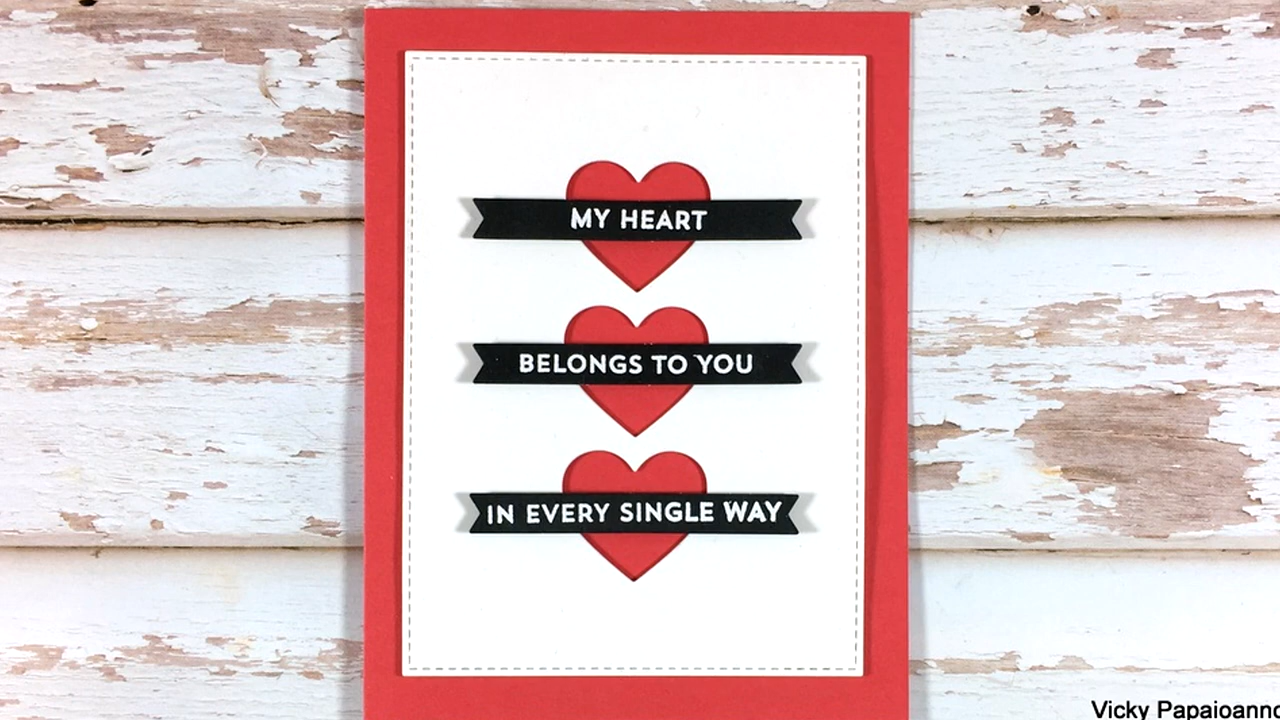 MY HEART
BELONGS TO YOU
IN EVERY SINGLE WAY
Vicky Papaioanno